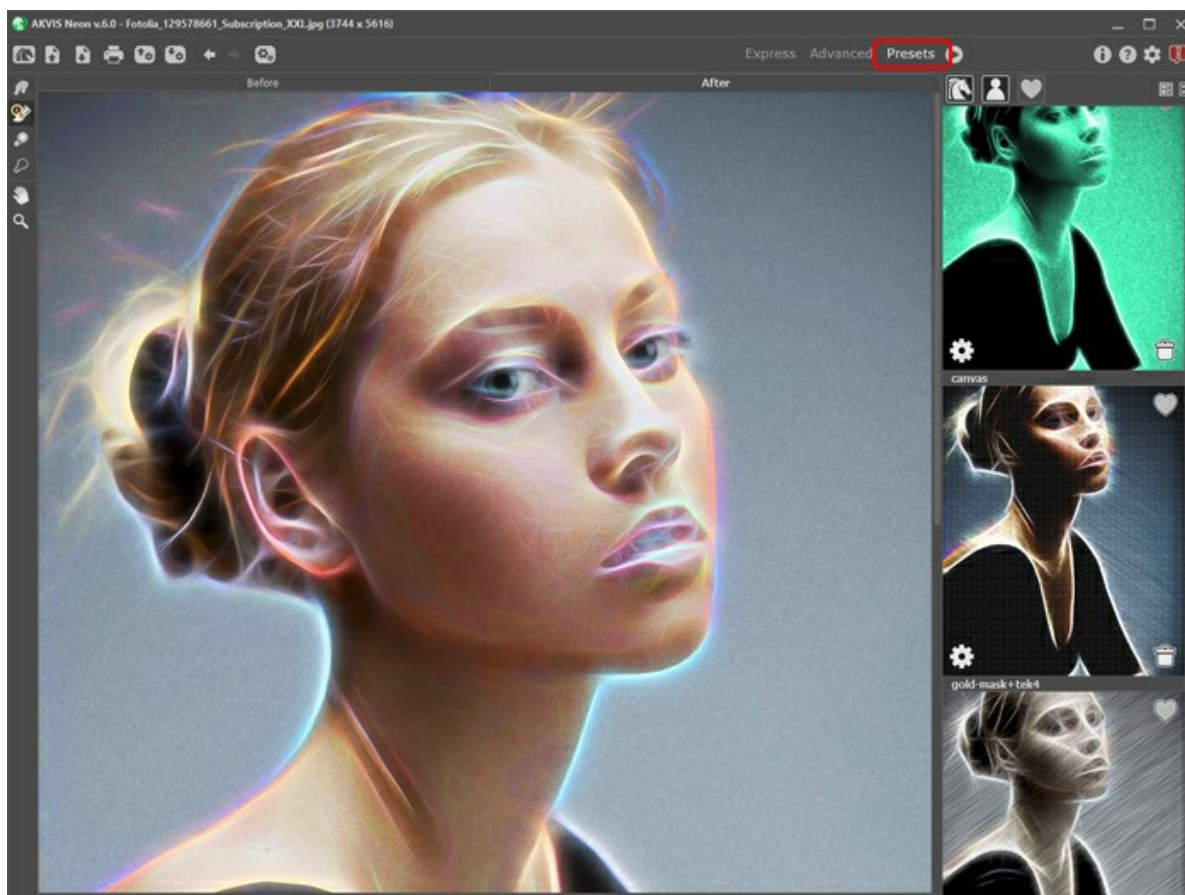 AKVIS Neon v.6.0 - Fotolia_129578661_Subscription_XXL.jpg (3744 x 5616)
Express Advanced Presets
Before After
canvas
gold-mask+tek4